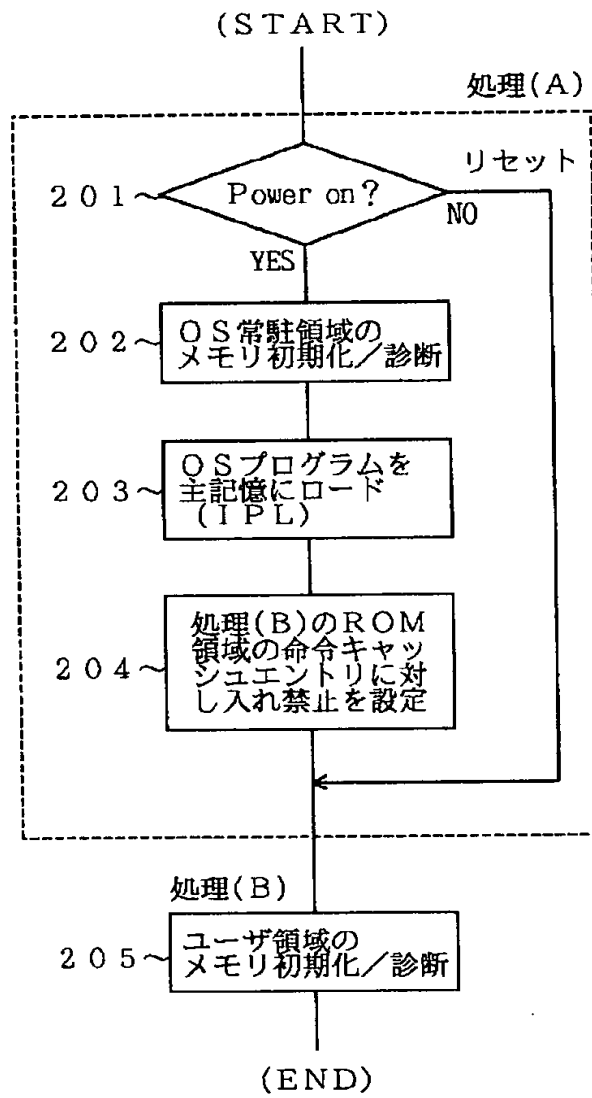 (START)
処理(A)
リセット
201 Power on?
NO
YES
202 OS常駐領域の
メモリ初期化/診断
203 OSプログラムを
主記憶にロード
(IPL)
処理(B)のROM
領域の命令キャッ
204 シュエントリに対
し入れ禁止を設定
処理(B)
205 ユーザ領域の
メモリ初期化/診断
(END)